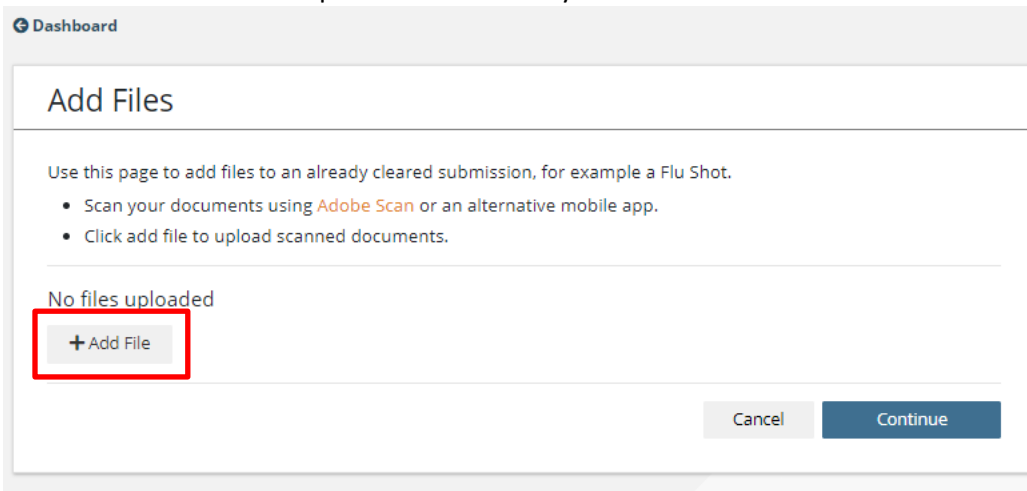 Dashboard
Add Files
Use this page to add files to an already cleared submission, for example a Flu Shot.
• Scan your documents using Adobe Scan or an alternative mobile app.
• Click add file to upload scanned documents.
No files uploaded
+ Add File
Cancel Continue